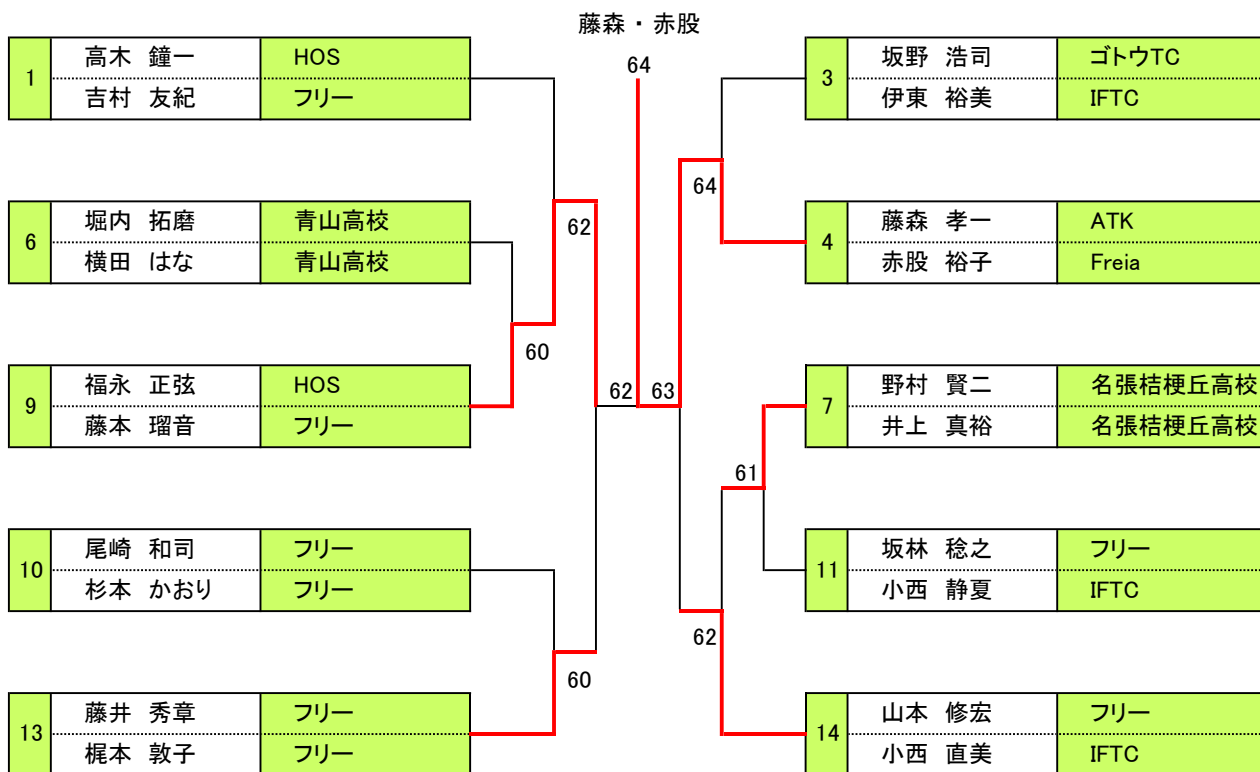 藤森 ・ 赤股
64
1 高木 鐘一 HOS
吉村 友紀 フリー
6 堀内 拓磨 青山高校
横田 はな 青山高校
9 福永 正弦 HOS
藤本 瑠音 フリー
10 尾崎 和司 フリー
杉本 かおり フリー
13 藤井 秀章 フリー
梶本 敦子 フリー
62
60
60
62 63
64
61
62
3 坂野 浩司 ゴトウTC
伊東 裕美 IFTC
4 藤森 孝一 ATK
赤股 裕子 Freia
7 野村 賢二 名張桔梗丘高校
井上 真裕 名張桔梗丘高校
11 坂林 稔之 フリー
小西 静夏 IFTC
14 山本 修宏 フリー
小西 直美 IFTC